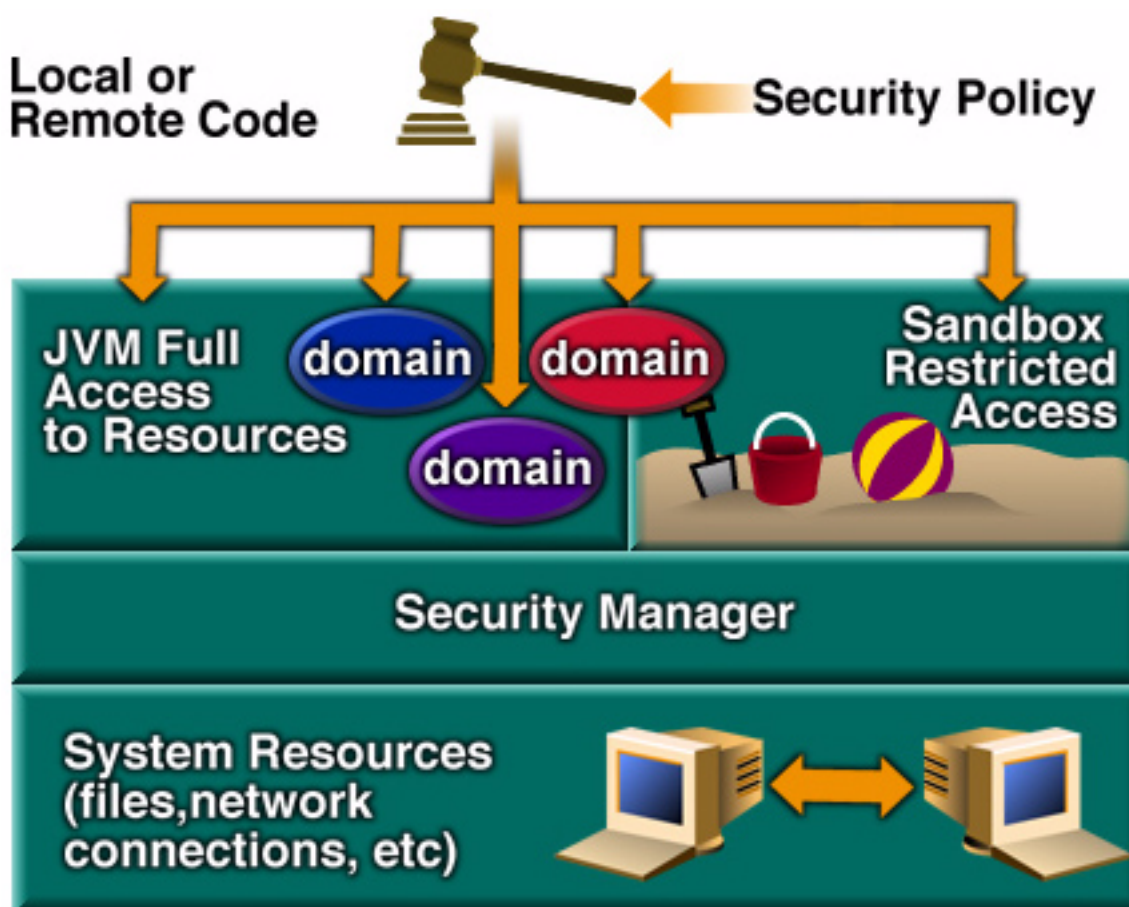 Local or
Remote Code
Security Policy
JVM Full
Access
to Resources
domain
domain
domain
Sandbox
Restricted
Access
Security Manager
System Resources
(files,network
connections, etc)